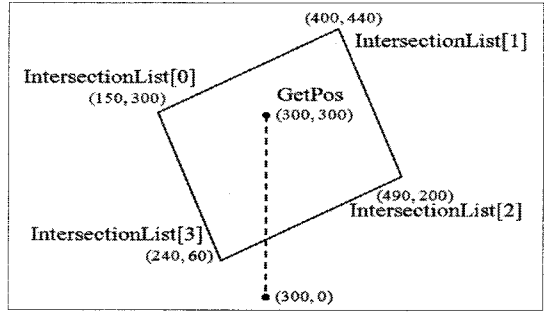 (400, 440)
IntersectionList[1]
IntersectionList[0]
(150, 300)
GetPos
(300, 300)
(490, 200)
IntersectionList[2]
IntersectionList[3]
(240, 60)
(300, 0)